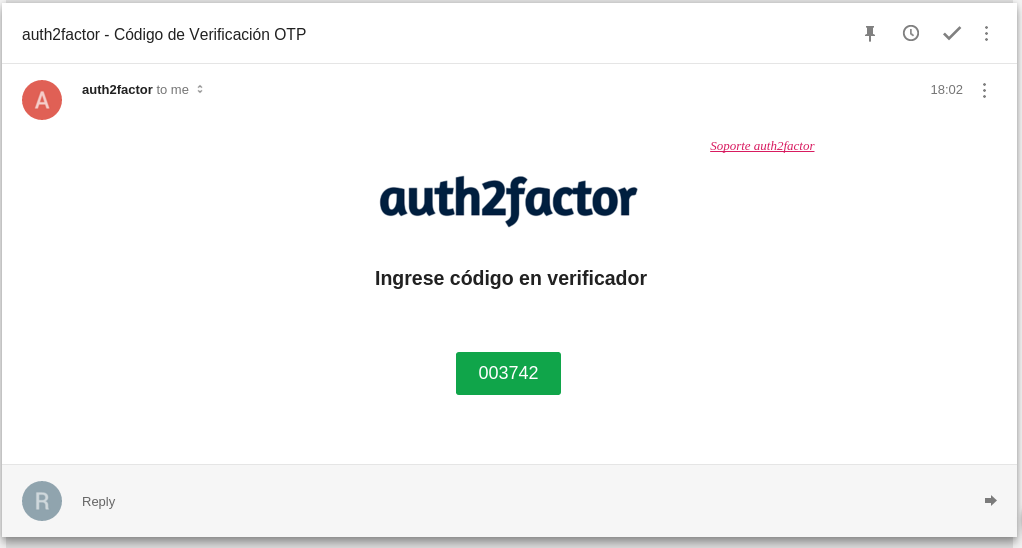 auth2factor - Código de Verificación OTP
A
auth2factor to me
18:02
Soporte auth2factor
auth2factor
Ingrese código en verificador
003742
R
Reply